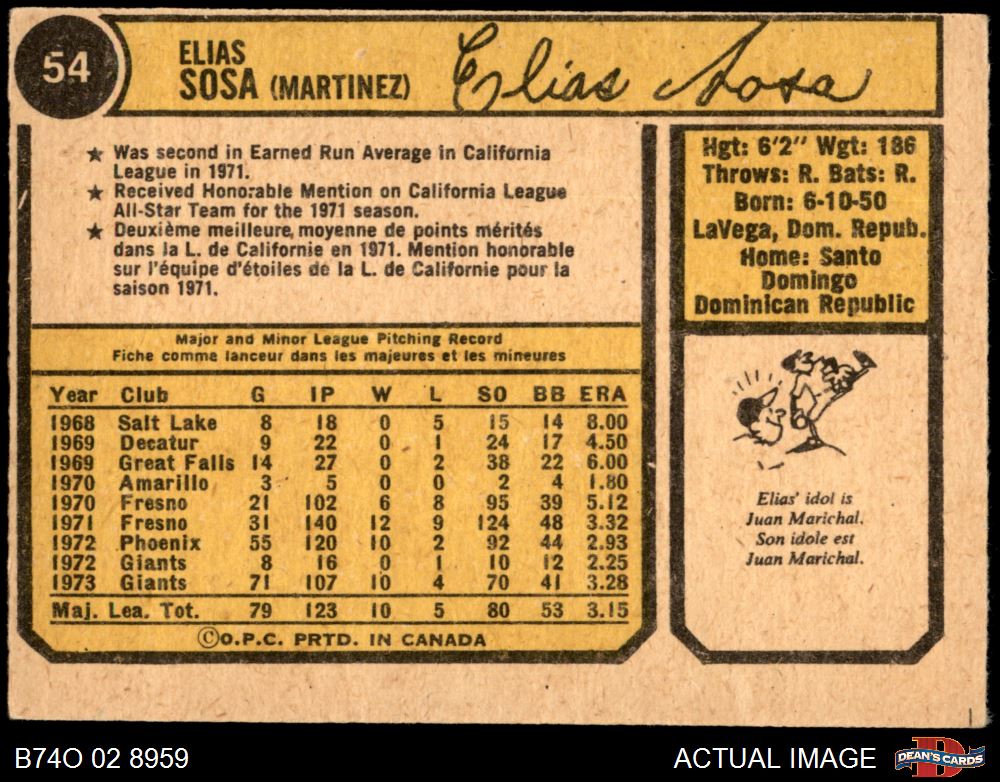 54
ELIAS
SOSA (MARTINEZ)
Elias Sosa
★ Was second in Earned Run Average in California
League in 1971.
★ Received Honorable Mention on California League
All-Star Team for the 1971 season.
★ Deuxième meilleure, moyenne de points mérités
dans la L. de Californie en 1971. Mention honorable
sur l'équipe d'étoiles de la L. de Californie pour la
saison 1971.
Hgt: 6'2" Wgt: 186
Throws: R. Bats: R.
Born: 6-10-50
LaVega, Dom. Repub.
Home: Santo
Domingo
Dominican Republic
Major and Minor League Pitching Record
Fiche comme lanceur dans les majeures et les mineures
Year Club G IP W L SO BB ERA
1968 Salt Lake 8 18 0 5 15 14 8.00
1969 Decatur 9 22 0 1 24 17 4.50
1969 Great Falls 14 27 0 2 38 22 6.00
1970 Amarillo 3 5 0 0 2 4 1.80
1970 Fresno 21 102 6 8 95 39 5.12
1971 Fresno 31 140 12 9 124 48 3.32
1972 Phoenix 55 120 10 2 92 44 2.93
1972 Giants 8 16 0 1 10 12 2.25
1973 Giants 71 107 10 4 70 41 3.28
Maj. Lea. Tot. 79 123 10 5 80 53 3.15
©O.P.C. PRTD. IN CANADA
Elias' idol is
Juan Marichal.
Son idole est
Juan Marichal.
B74O 02 8959
ACTUAL IMAGE
DEAN'S CARDS